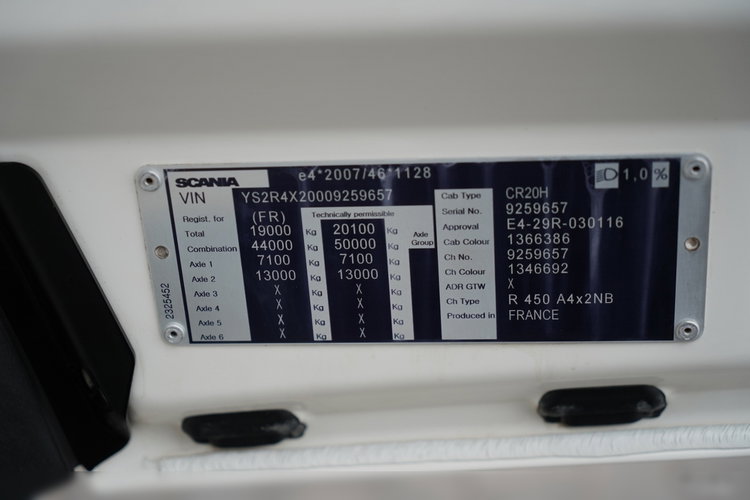 SCANIA e4*2007/46*1128 1,0 %
VIN YS2R4X20009259657
Regist. for (FR) Technically permissible
Total 19000 Kg 20100 Kg Axle Group
Combination 44000 Kg 50000 Kg
Axle 1 7100 Kg 7100 Kg
Axle 2 13000 Kg 13000 Kg
Axle 3 X Kg X Kg
Axle 4 X Kg X Kg
Axle 5 X Kg X Kg
Axle 6 X Kg X Kg
Cab Type CR20H
Serial No. 9259657
Approval E4-29R-030116
Cab Colour 1366386
Ch No. 9259657
Ch Colour 1346692
ADR GTW X
Ch Type R 450 A4x2NB
Produced in FRANCE
2325452